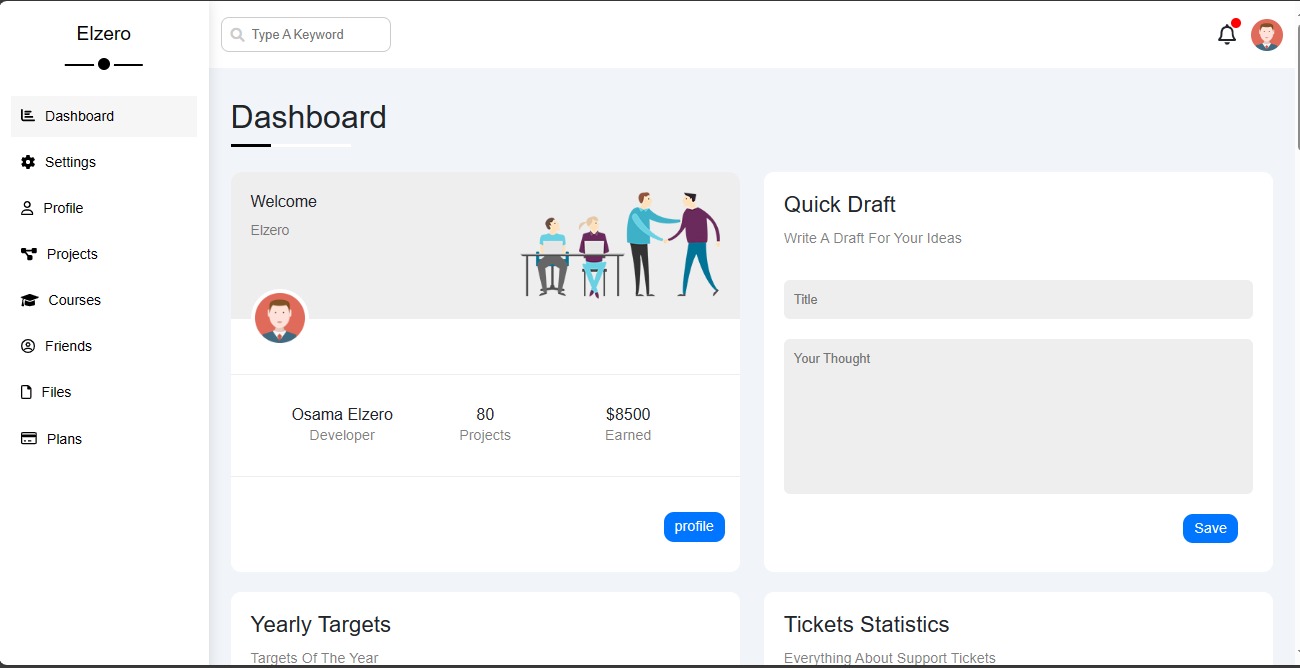 Elzero
Dashboard
Settings
Profile
Projects
Courses
Friends
Files
Plans
Type A Keyword
Dashboard
Welcome
Elzero
Osama Elzero
Developer
80
Projects
$8500
Earned
profile
Quick Draft
Write A Draft For Your Ideas
Title
Your Thought
Save
Yearly Targets
Targets Of The Year
Tickets Statistics
Everything About Support Tickets